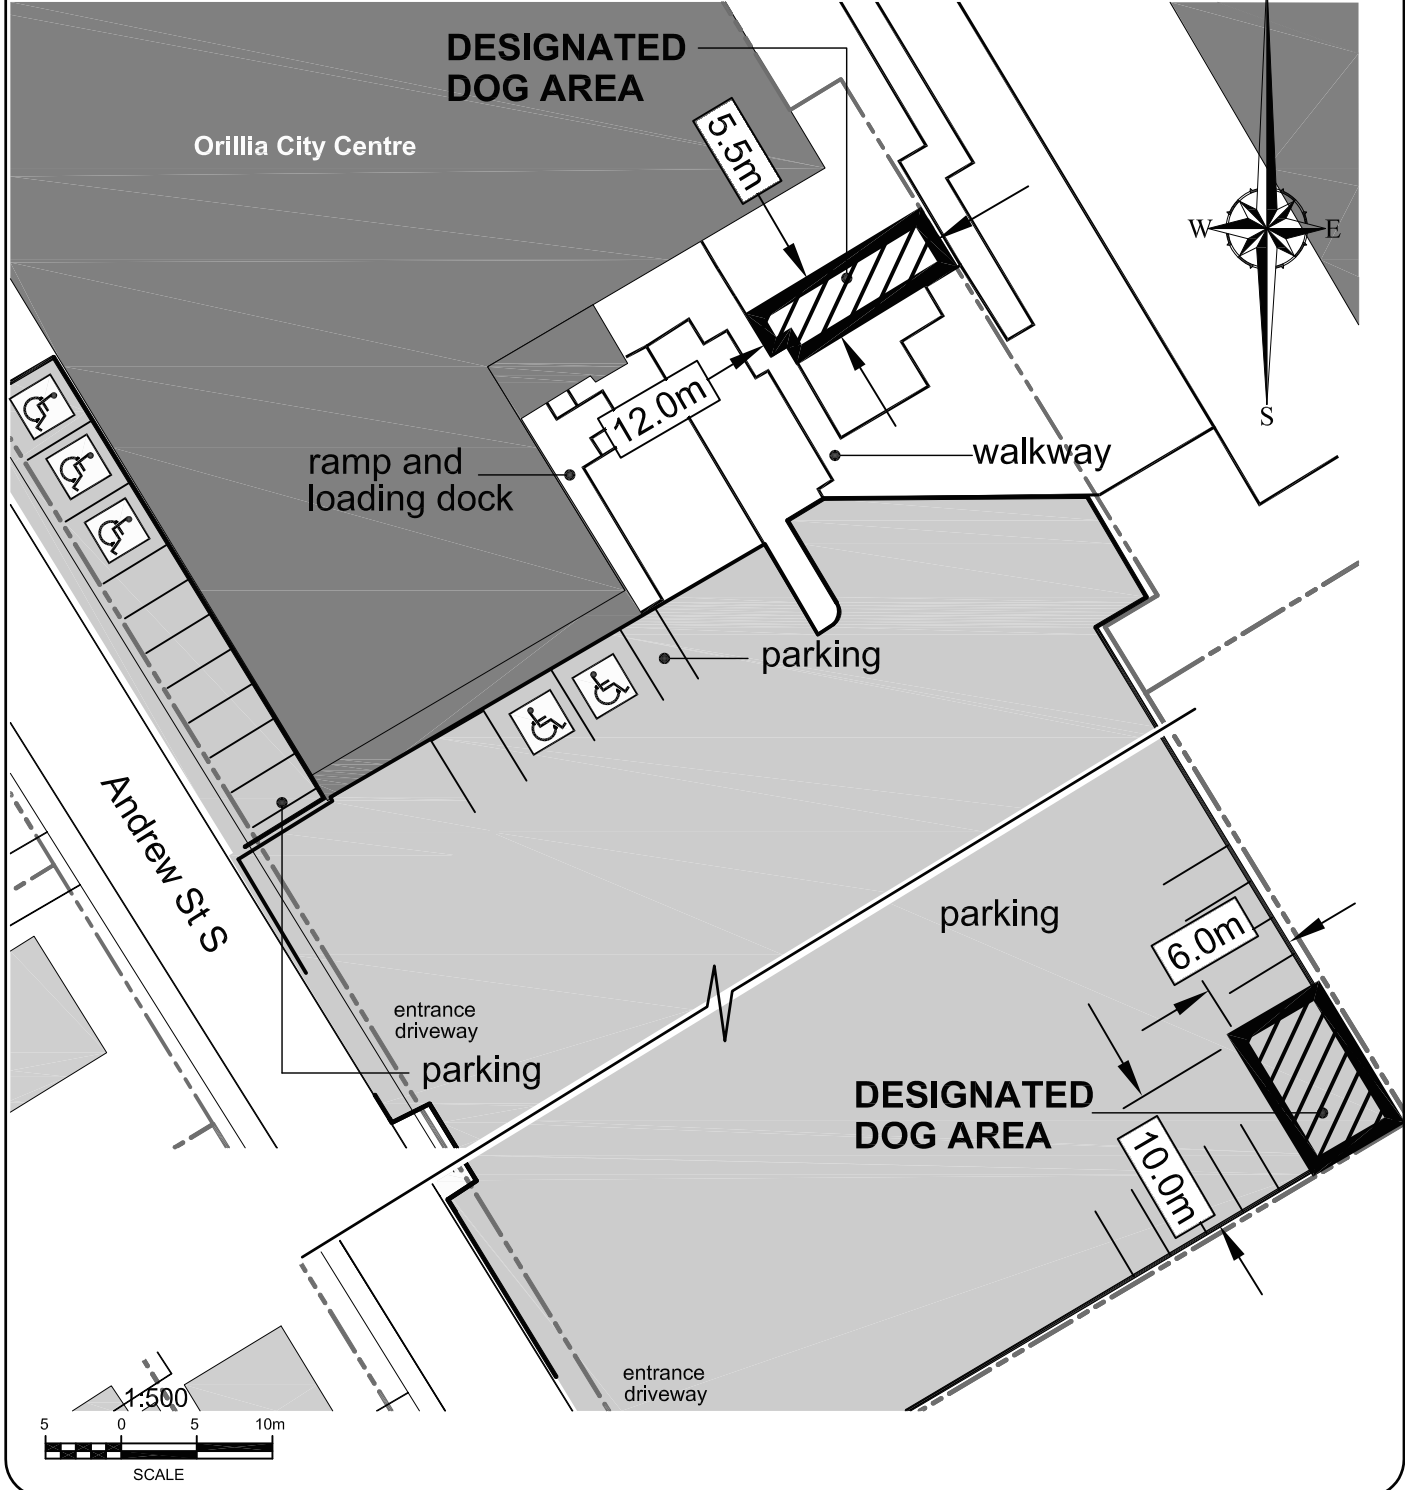 DESIGNATED
DOG AREA
Orillia City Centre
5.5m
W
E
S
12.0m
ramp and
loading dock
walkway
parking
Andrew St S
parking
6.0m
entrance
driveway
parking
DESIGNATED
DOG AREA
10.0m
entrance
driveway
1:500
5 0 5 10m
SCALE